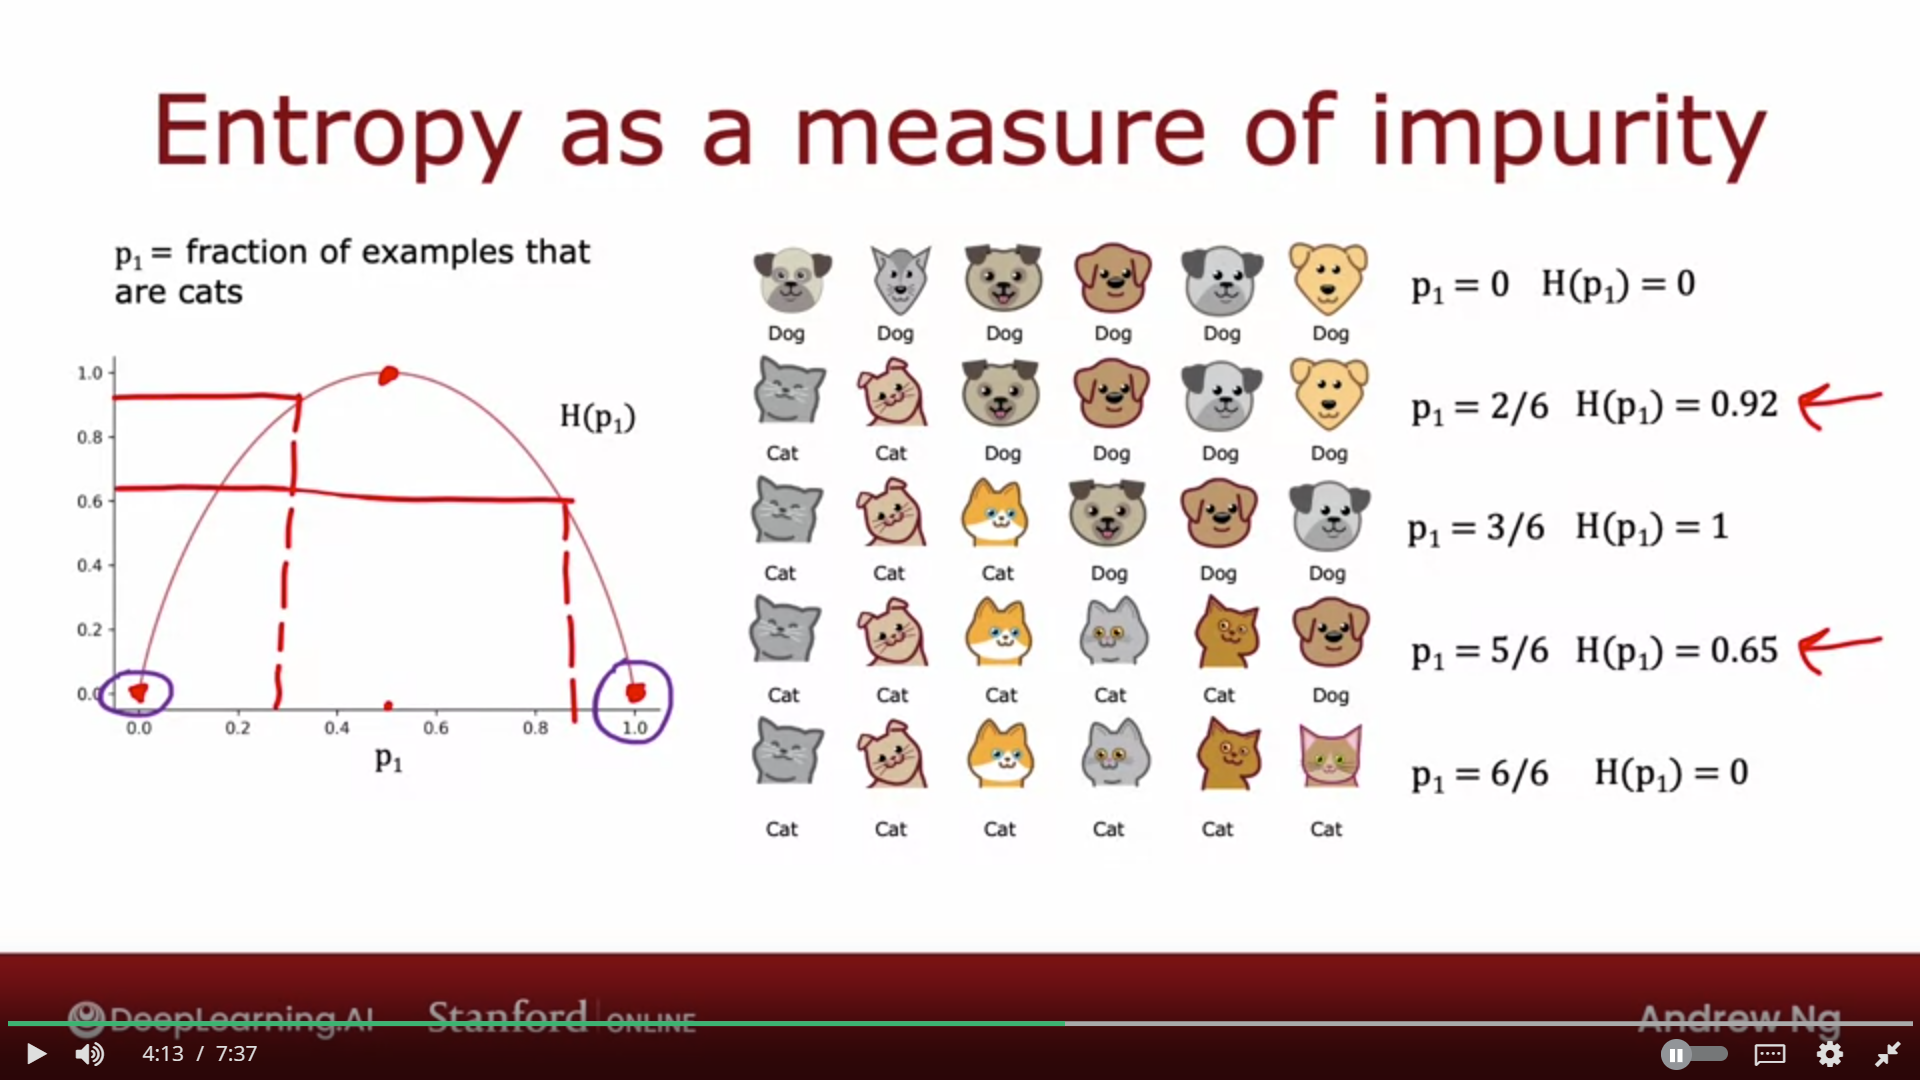 Entropy as a measure of impurity
p₁ = fraction of examples that
are cats
1.0
0.8
0.6
0.4
0.2
0.0
0.0 0.2 0.4 0.6 0.8 1.0
p₁
H(p₁)
Dog Dog Dog Dog Dog Dog
p₁ = 0 H(p₁) = 0
Cat Cat Dog Dog Dog Dog
p₁ = 2/6 H(p₁) = 0.92
Cat Cat Cat Dog Dog Dog
p₁ = 3/6 H(p₁) = 1
Cat Cat Cat Cat Cat Dog
p₁ = 5/6 H(p₁) = 0.65
Cat Cat Cat Cat Cat Cat
p₁ = 6/6 H(p₁) = 0
DeepLearning.AI Stanford ONLINE Andrew Ng
4:13 / 7:37